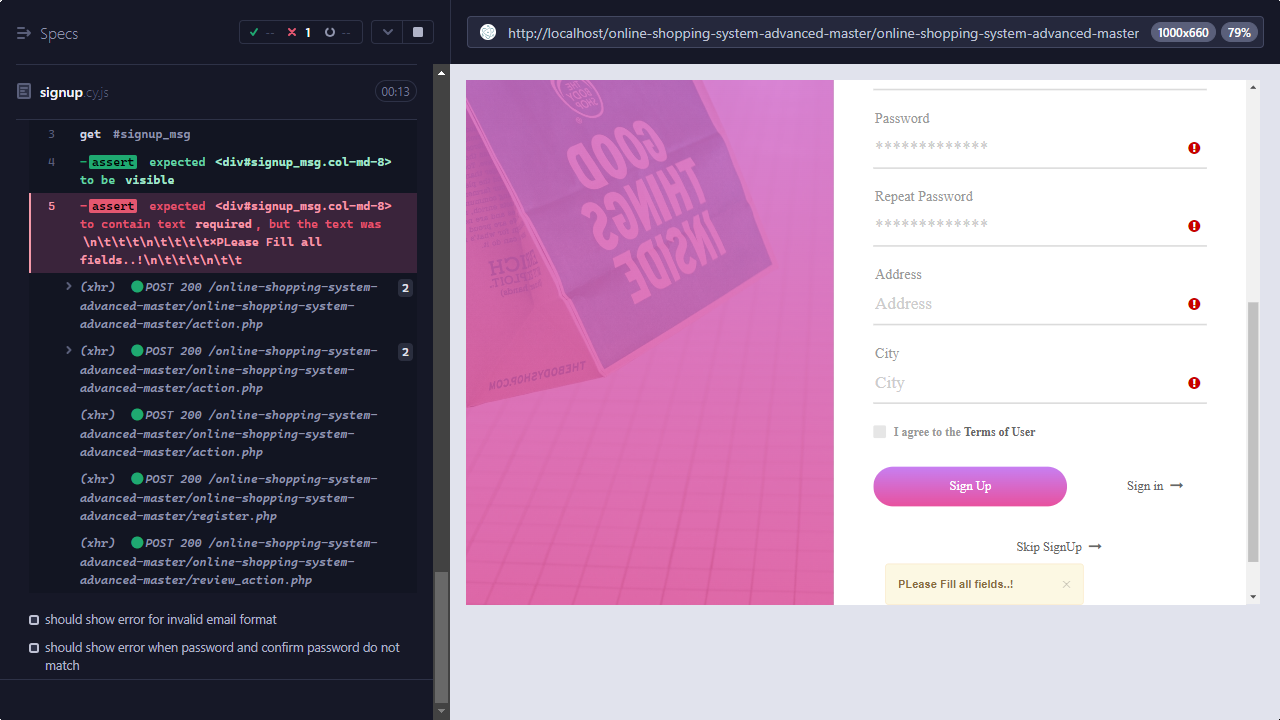 Specs
-- 1 --
http://localhost/online-shopping-system-advanced-master/online-shopping-system-advanced-master
1000x660
79%
signup.cy.js
00:13
3 get #signup_msg
4 -assert expected <div#signup_msg.col-md-8>
to be visible
5 -assert expected <div#signup_msg.col-md-8>
to contain text required, but the text was
\n\t\t\t\n\t\t\t\t×PLease Fill all
fields..!\n\t\t\t\n\t\t
(xhr) POST 200 /online-shopping-system-
advanced-master/online-shopping-system-
advanced-master/action.php
2
(xhr) POST 200 /online-shopping-system-
advanced-master/online-shopping-system-
advanced-master/action.php
2
(xhr) POST 200 /online-shopping-system-
advanced-master/online-shopping-system-
advanced-master/action.php
(xhr) POST 200 /online-shopping-system-
advanced-master/online-shopping-system-
advanced-master/register.php
(xhr) POST 200 /online-shopping-system-
advanced-master/online-shopping-system-
advanced-master/review_action.php
should show error for invalid email format
should show error when password and confirm password do not
match
THE
BODY
SHOP
GOOD
THINGS
INSIDE
THEBODYSHOP.COM
Password
*************
Repeat Password
*************
Address
Address
City
City
I agree to the Terms of User
Sign Up
Sign in →
Skip SignUp →
PLease Fill all fields..! ×